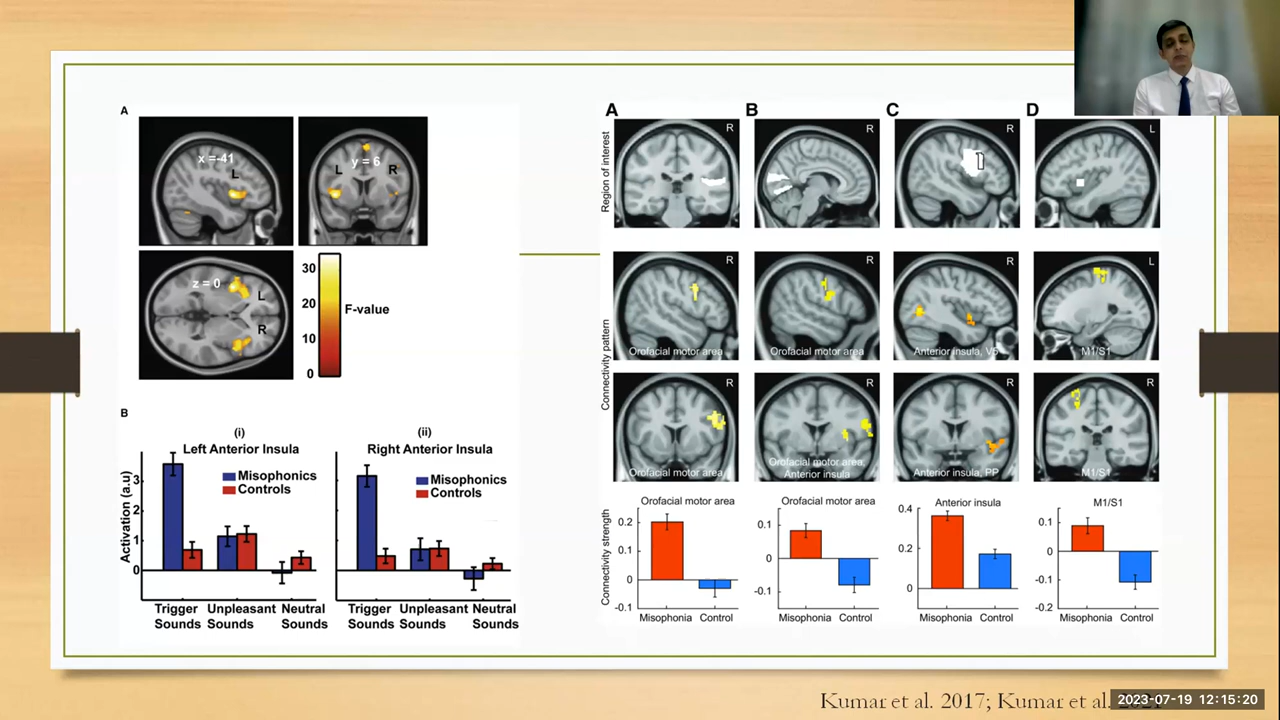 A
x =-41
L
L
y = 6
R
z = 0
L
R
30
20
10
0
F-value
B
(i)
Left Anterior Insula
Misophonics
Controls
Activation (a.u)
3
2
1
0
Trigger Sounds
Unpleasant Sounds
Neutral Sounds
(ii)
Right Anterior Insula
Misophonics
Controls
Trigger Sounds
Unpleasant Sounds
Neutral Sounds
A
B
C
D
Region of interest
R
R
R
L
Connectivity pattern
R
Orofacial motor area
R
Orofacial motor area
R
Anterior insula, V5
L
M1/S1
R
Orofacial motor area
R
Orofacial motor area,
Anterior insula
R
Anterior insula, PP
R
M1/S1
Connectivity strength
Orofacial motor area
0.2
0.1
0
-0.1
Misophonia
Control
Orofacial motor area
0.1
0
-0.1
Misophonia
Control
Anterior insula
0.4
0.2
0
Misophonia
Control
M1/S1
0.1
0
-0.1
-0.2
Misophonia
Control
Kumar et al. 2017; Kumar et al.
2023-07-19 12:15:20